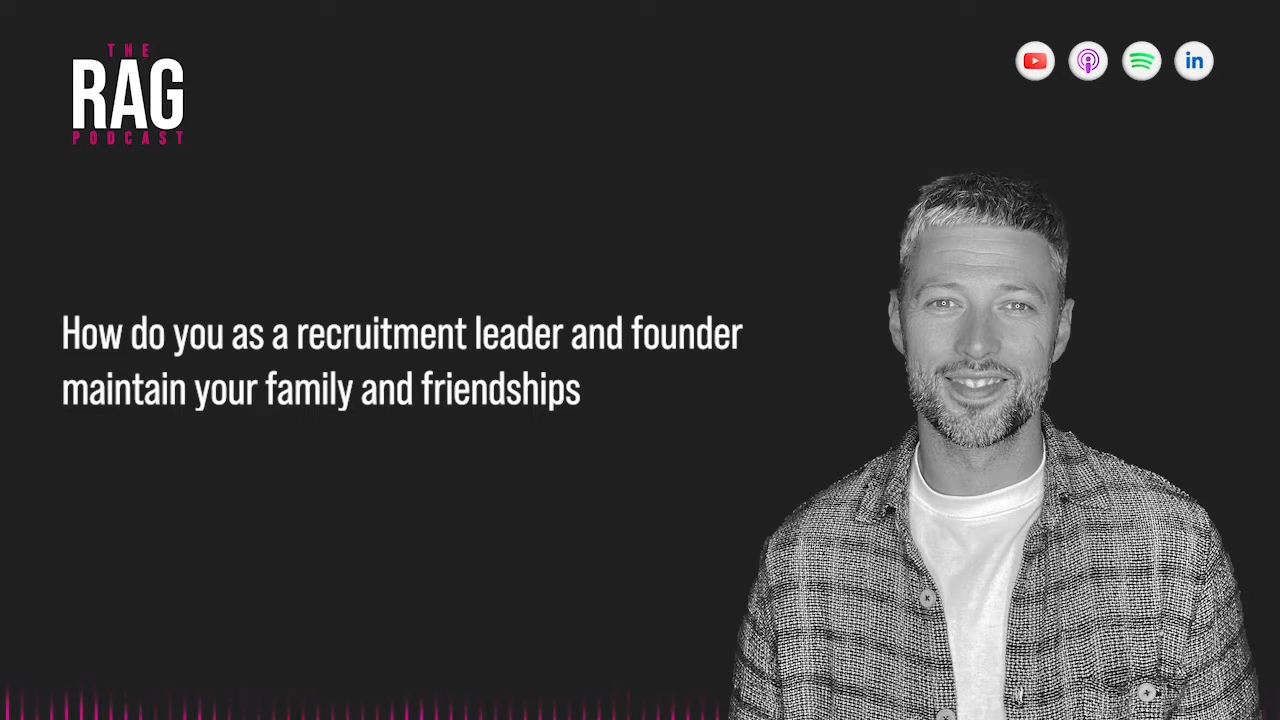 THE
RAG
PODCAST
in
How do you as a recruitment leader and founder
maintain your family and friendships